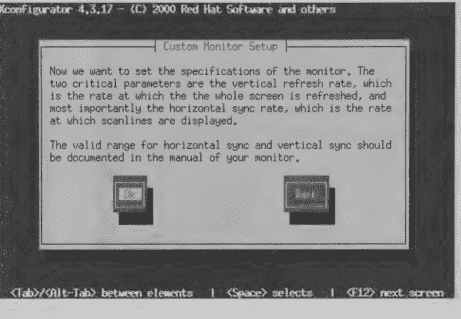 Xconfigurator 4.3.17 - (C) 2000 Red Hat Software and others
Custom Monitor Setup
Now we want to set the specifications of the monitor. The
two critical parameters are the vertical refresh rate, which
is the rate at which the the whole screen is refreshed, and
most importantly the horizontal sync rate, which is the rate
at which scanlines are displayed.
The valid range for horizontal sync and vertical sync should
be documented in the manual of your monitor.
Ok
<Tab>/<Alt-Tab> between elements | <Space> selects | <F12> next screen